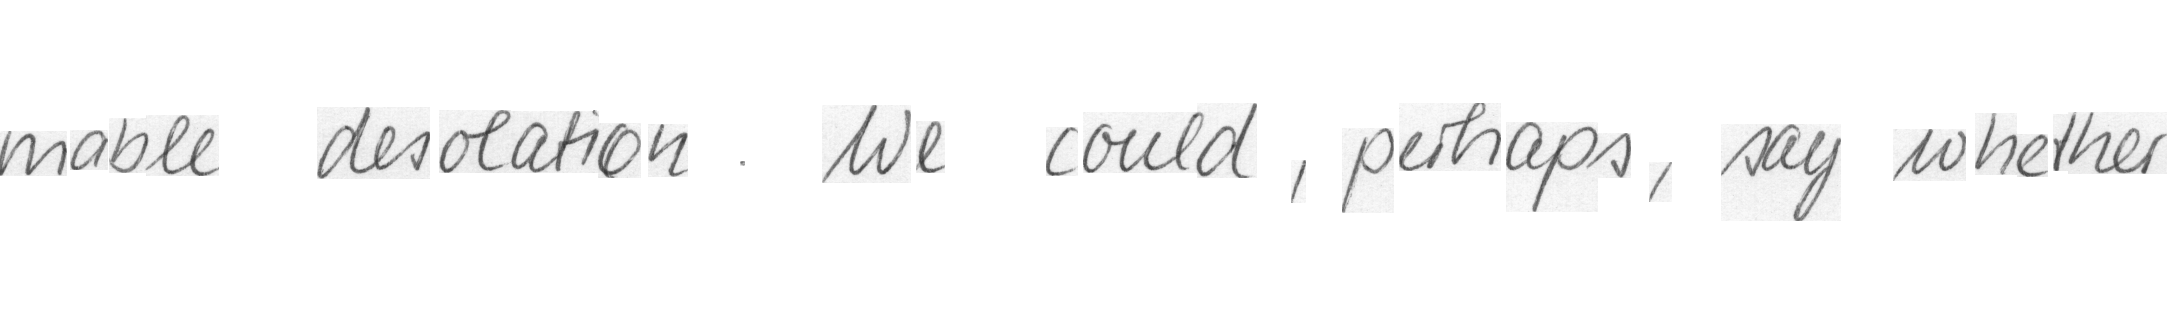 mable desolation. We could, perhaps, say whether